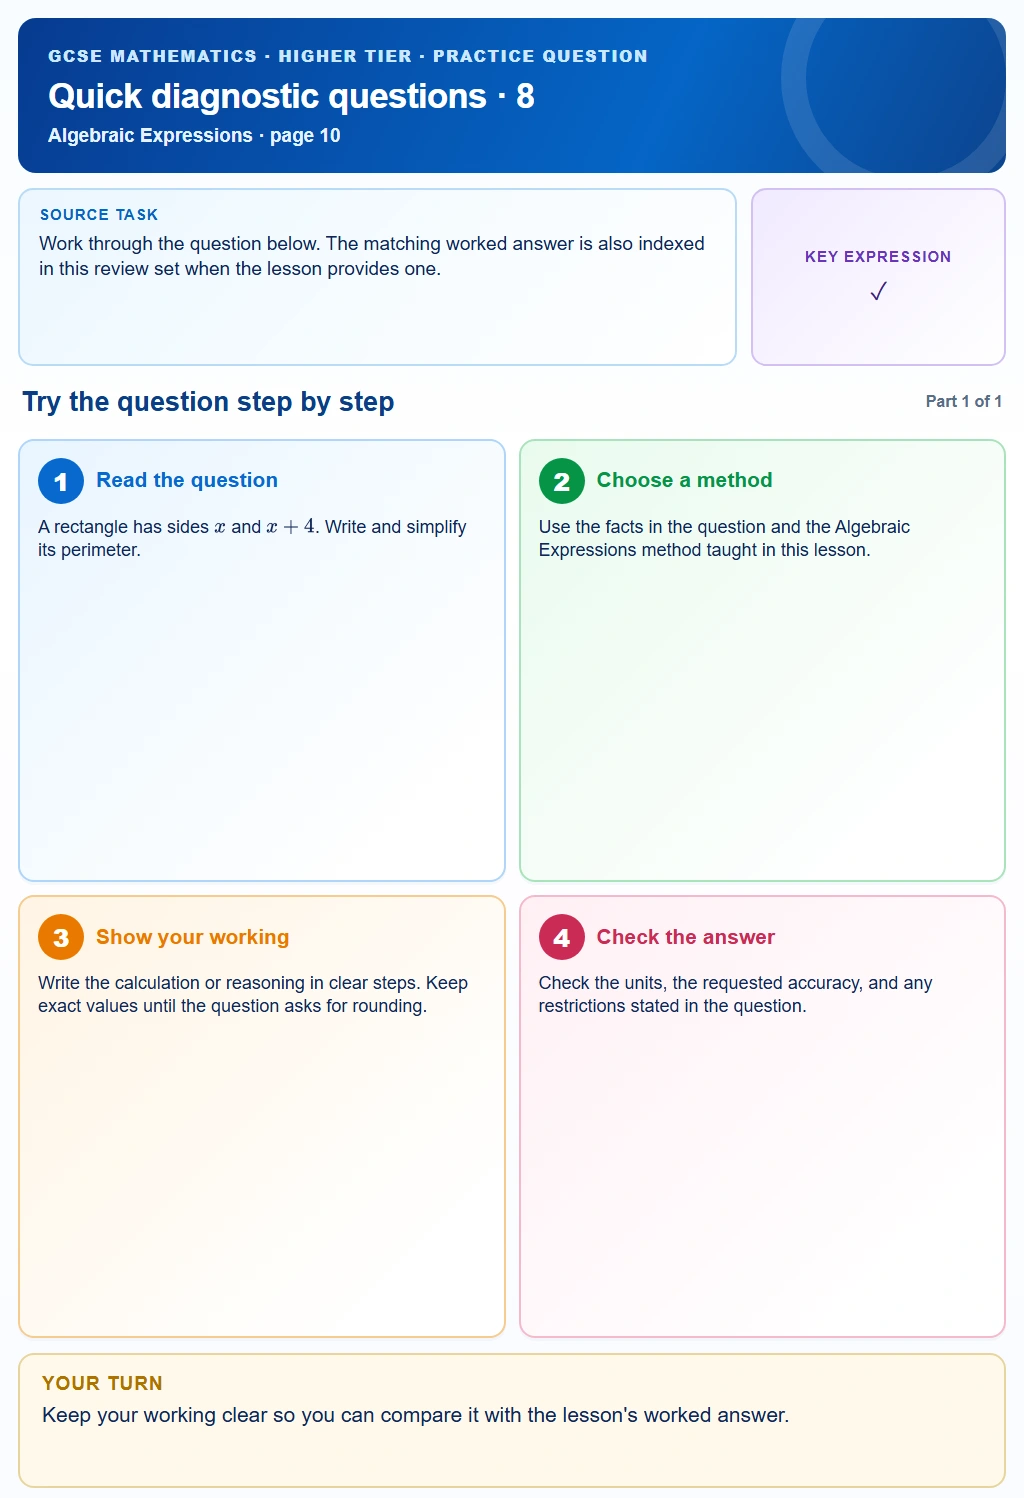 GCSE MATHEMATICS · HIGHER TIER · PRACTICE QUESTION
Quick diagnostic questions · 8
Algebraic Expressions · page 10
SOURCE TASK
Work through the question below. The matching worked answer is also indexed
in this review set when the lesson provides one.
KEY EXPRESSION
✓
Try the question step by step
Part 1 of 1
1 Read the question
A rectangle has sides x and x + 4. Write and simplify
its perimeter.
2 Choose a method
Use the facts in the question and the Algebraic
Expressions method taught in this lesson.
3 Show your working
Write the calculation or reasoning in clear steps. Keep
exact values until the question asks for rounding.
4 Check the answer
Check the units, the requested accuracy, and any
restrictions stated in the question.
YOUR TURN
Keep your working clear so you can compare it with the lesson's worked answer.